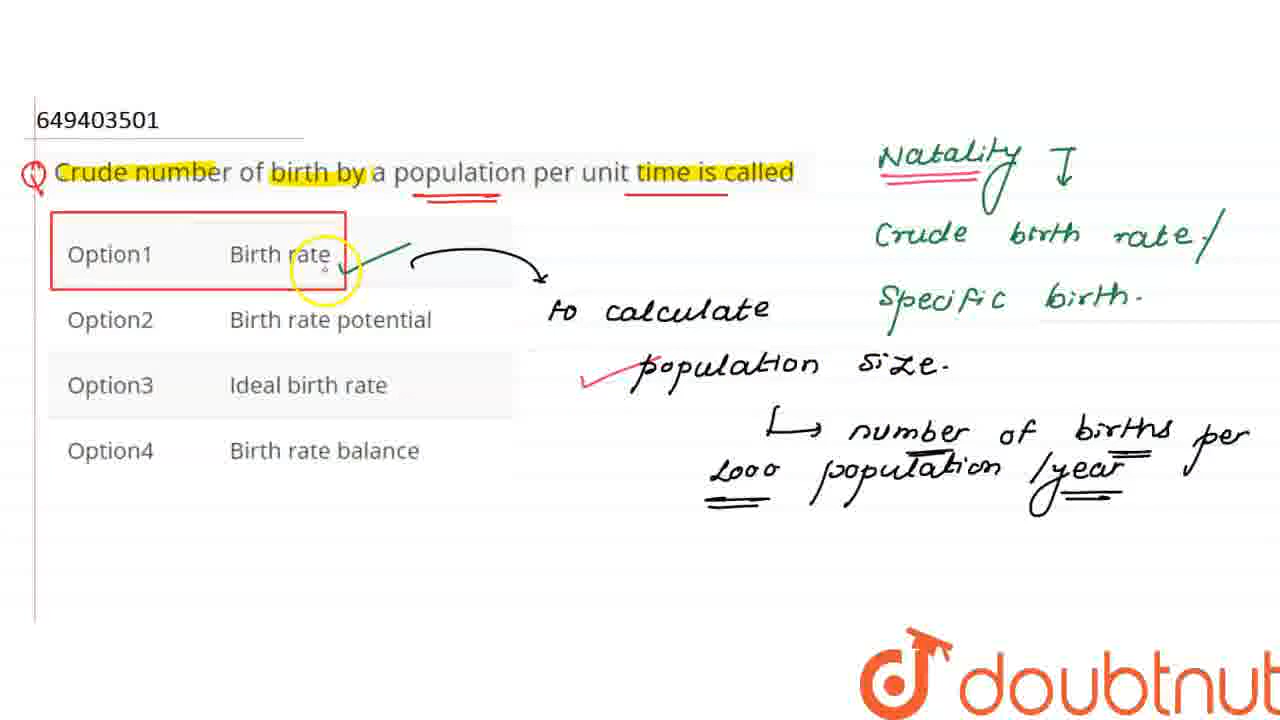 649403501
Q Crude number of birth by a population per unit time is called
Option1 Birth rate
Option2 Birth rate potential
Option3 Ideal birth rate
Option4 Birth rate balance
Natality
Crude birth rate/
Specific birth.
to calculate
population size.
number of births per
1000 population /year
doubtnut